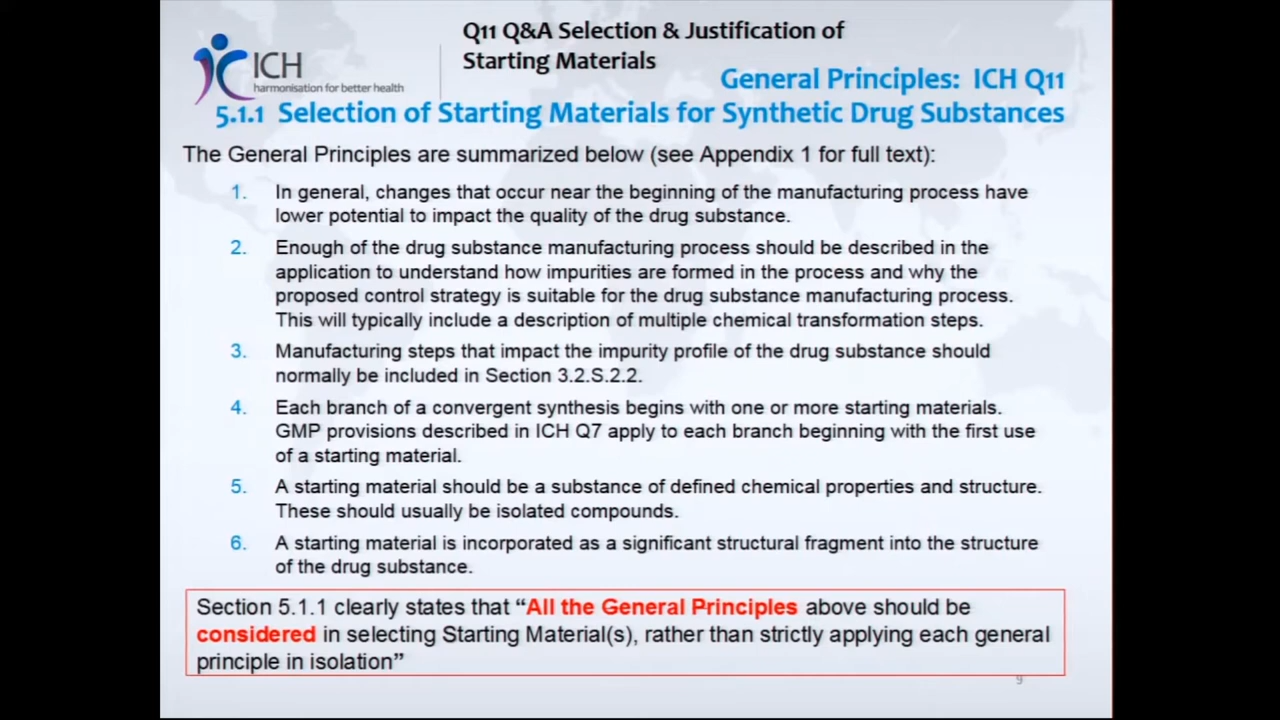 Q11 Q&A Selection & Justification of
Starting Materials
ICH
harmonisation for better health
General Principles: ICH Q11
5.1.1 Selection of Starting Materials for Synthetic Drug Substances
The General Principles are summarized below (see Appendix 1 for full text):
1. In general, changes that occur near the beginning of the manufacturing process have
lower potential to impact the quality of the drug substance.
2. Enough of the drug substance manufacturing process should be described in the
application to understand how impurities are formed in the process and why the
proposed control strategy is suitable for the drug substance manufacturing process.
This will typically include a description of multiple chemical transformation steps.
3. Manufacturing steps that impact the impurity profile of the drug substance should
normally be included in Section 3.2.S.2.2.
4. Each branch of a convergent synthesis begins with one or more starting materials.
GMP provisions described in ICH Q7 apply to each branch beginning with the first use
of a starting material.
5. A starting material should be a substance of defined chemical properties and structure.
These should usually be isolated compounds.
6. A starting material is incorporated as a significant structural fragment into the structure
of the drug substance.
Section 5.1.1 clearly states that “All the General Principles above should be
considered in selecting Starting Material(s), rather than strictly applying each general
principle in isolation”
9